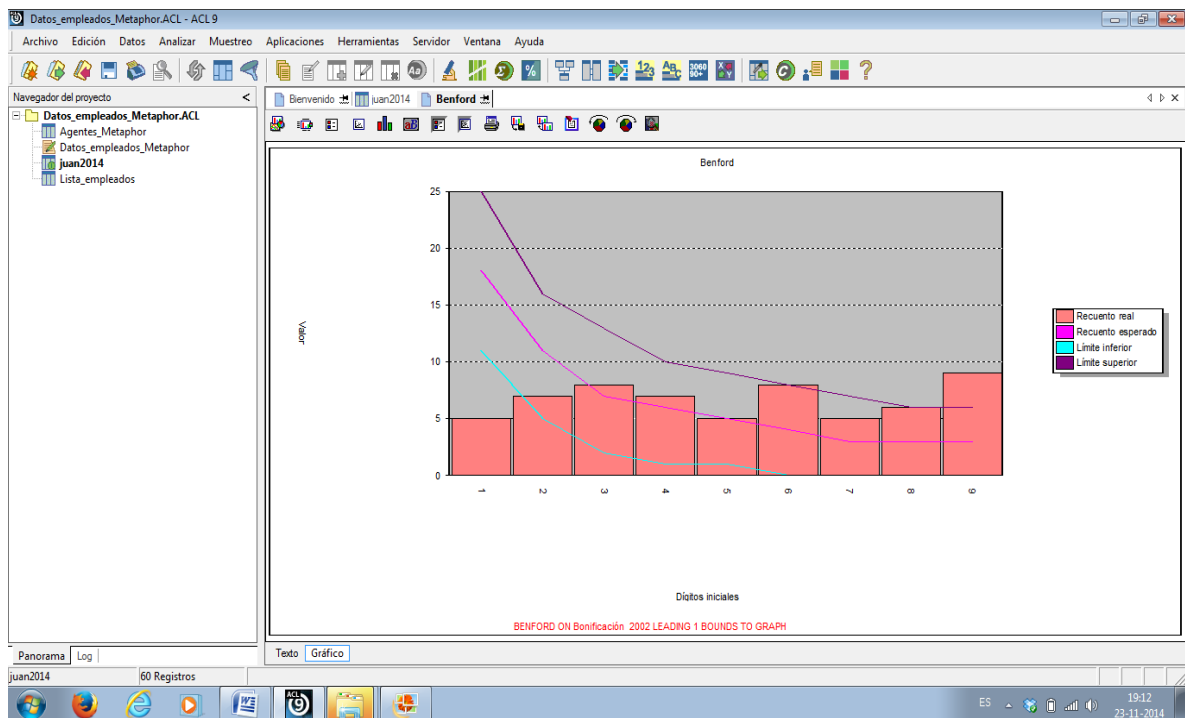 Datos_empleados_Metaphor.ACL - ACL 9
Archivo Edición Datos Analizar Muestreo Aplicaciones Herramientas Servidor Ventana Ayuda
Navegador del proyecto <
Datos_empleados_Metaphor.ACL
Agentes_Metaphor
Datos_empleados_Metaphor
juan2014
Lista_empleados
Bienvenido juan2014 Benford
Benford
25
20
15
10
5
0
Valor
1 2 3 4 5 6 7 8 9
Dígitos iniciales
Recuento real
Recuento esperado
Límite inferior
Límite superior
BENFORD ON Bonificación 2002 LEADING 1 BOUNDS TO GRAPH
Panorama Log
Texto Gráfico
juan2014 60 Registros
ES 19:12
23-11-2014